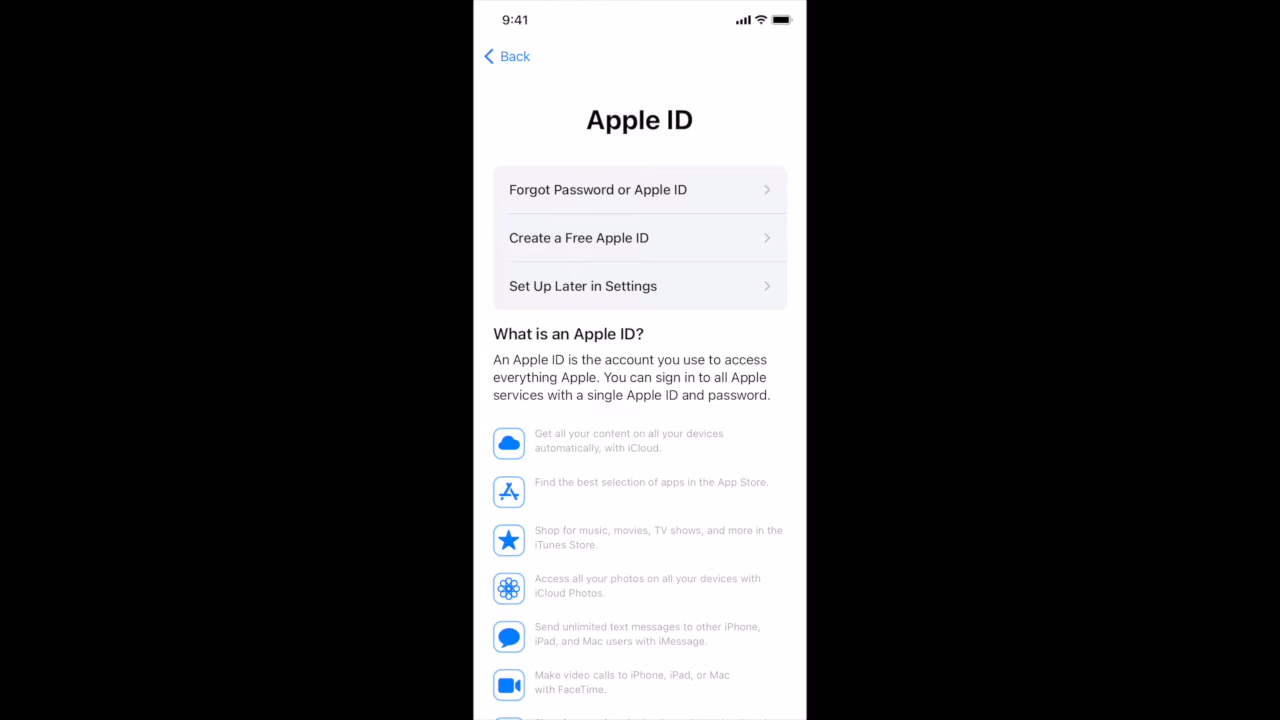 9:41
Back
Apple ID
Forgot Password or Apple ID
Create a Free Apple ID
Set Up Later in Settings
What is an Apple ID?
An Apple ID is the account you use to access
everything Apple. You can sign in to all Apple
services with a single Apple ID and password.
Get all your content on all your devices
automatically, with iCloud.
Find the best selection of apps in the App Store.
Shop for music, movies, TV shows, and more in the
iTunes Store.
Access all your photos on all your devices with
iCloud Photos.
Send unlimited text messages to other iPhone,
iPad, and Mac users with iMessage.
Make video calls to iPhone, iPad, or Mac
with FaceTime.